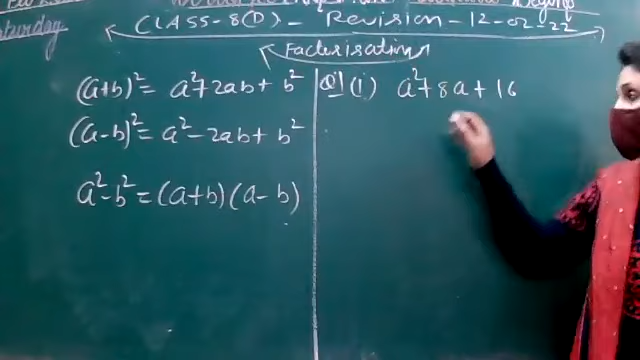 Saturday
CLASS-8(D) - Revision - 12-02-22
Factorisation
(a+b)² = a²+2ab+b²
(a-b)² = a²-2ab+b²
a²-b² = (a+b)(a-b)
Q1 (i) a²+8a+16